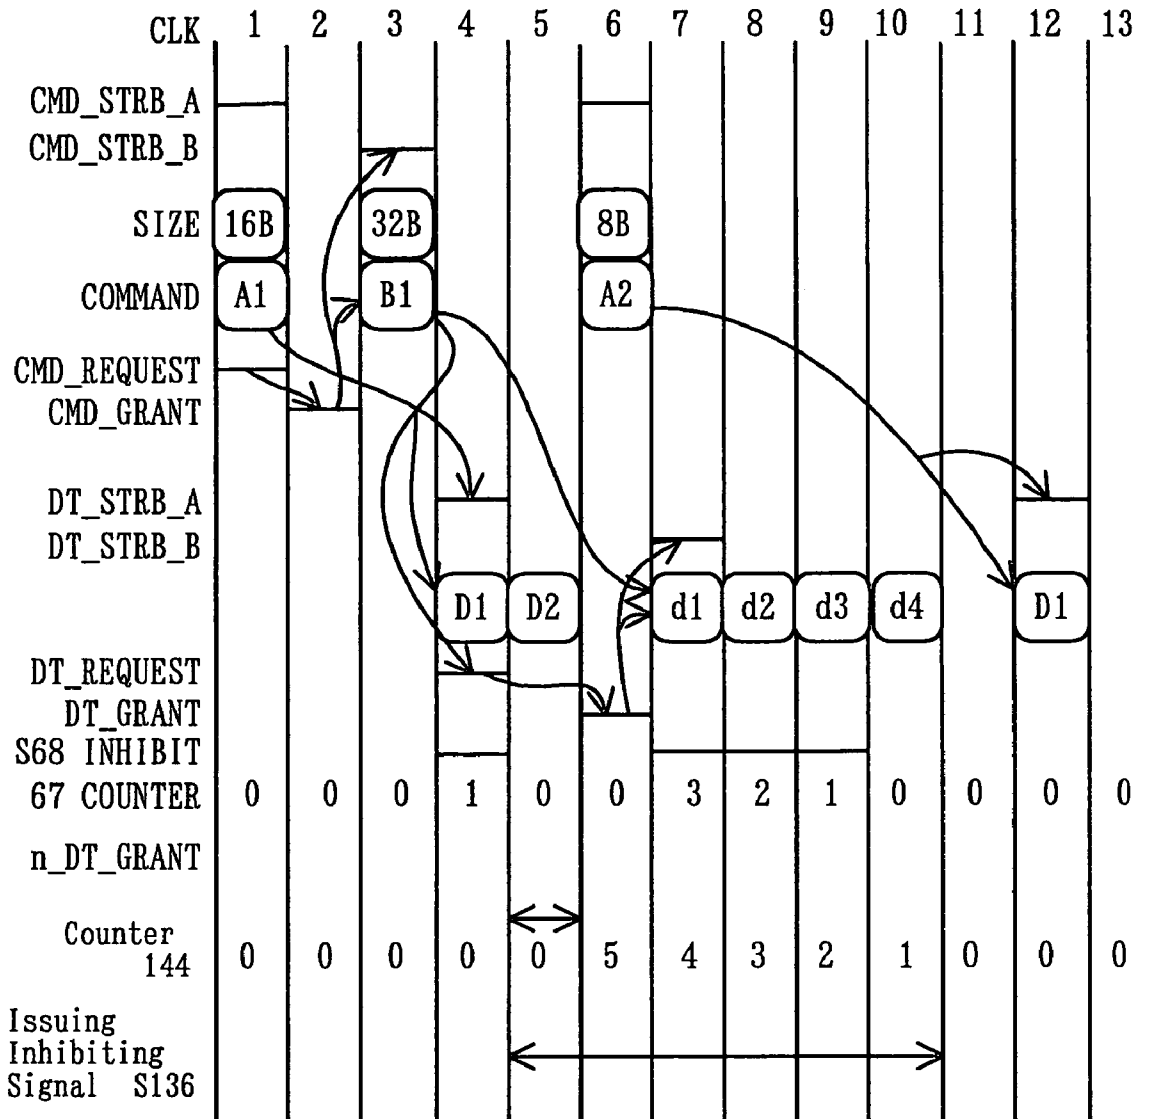 CLK 1 2 3 4 5 6 7 8 9 10 11 12 13
CMD_STRB_A
CMD_STRB_B
SIZE 16B 32B 8B
COMMAND A1 B1 A2
CMD_REQUEST
CMD_GRANT
DT_STRB_A
DT_STRB_B
D1 D2 d1 d2 d3 d4 D1
DT_REQUEST
DT_GRANT
S68 INHIBIT
67 COUNTER 0 0 0 1 0 0 3 2 1 0 0 0 0
n_DT_GRANT
Counter
144 0 0 0 0 0 5 4 3 2 1 0 0 0
Issuing
Inhibiting
Signal S136